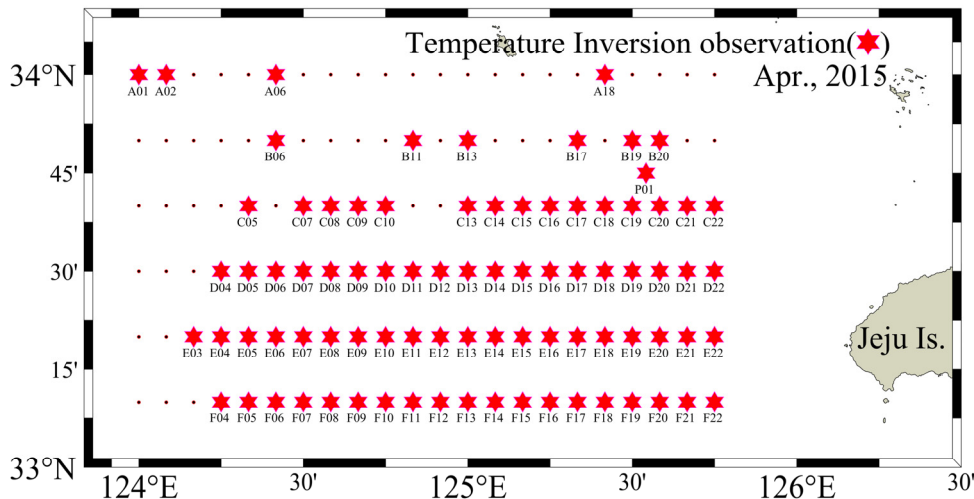 Temperature Inversion observation( )
Apr., 2015
34°N
A01 A02 A06 A18
B06 B11 B13 B17 B19 B20
45'
P01
C05 C07 C08 C09 C10 C13 C14 C15 C16 C17 C18 C19 C20 C21 C22
30'
D04 D05 D06 D07 D08 D09 D10 D11 D12 D13 D14 D15 D16 D17 D18 D19 D20 D21 D22
Jeju Is.
E03 E04 E05 E06 E07 E08 E09 E10 E11 E12 E13 E14 E15 E16 E17 E18 E19 E20 E21 E22
15'
F04 F05 F06 F07 F08 F09 F10 F11 F12 F13 F14 F15 F16 F17 F18 F19 F20 F21 F22
33°N
124°E 30' 125°E 30' 126°E 30'